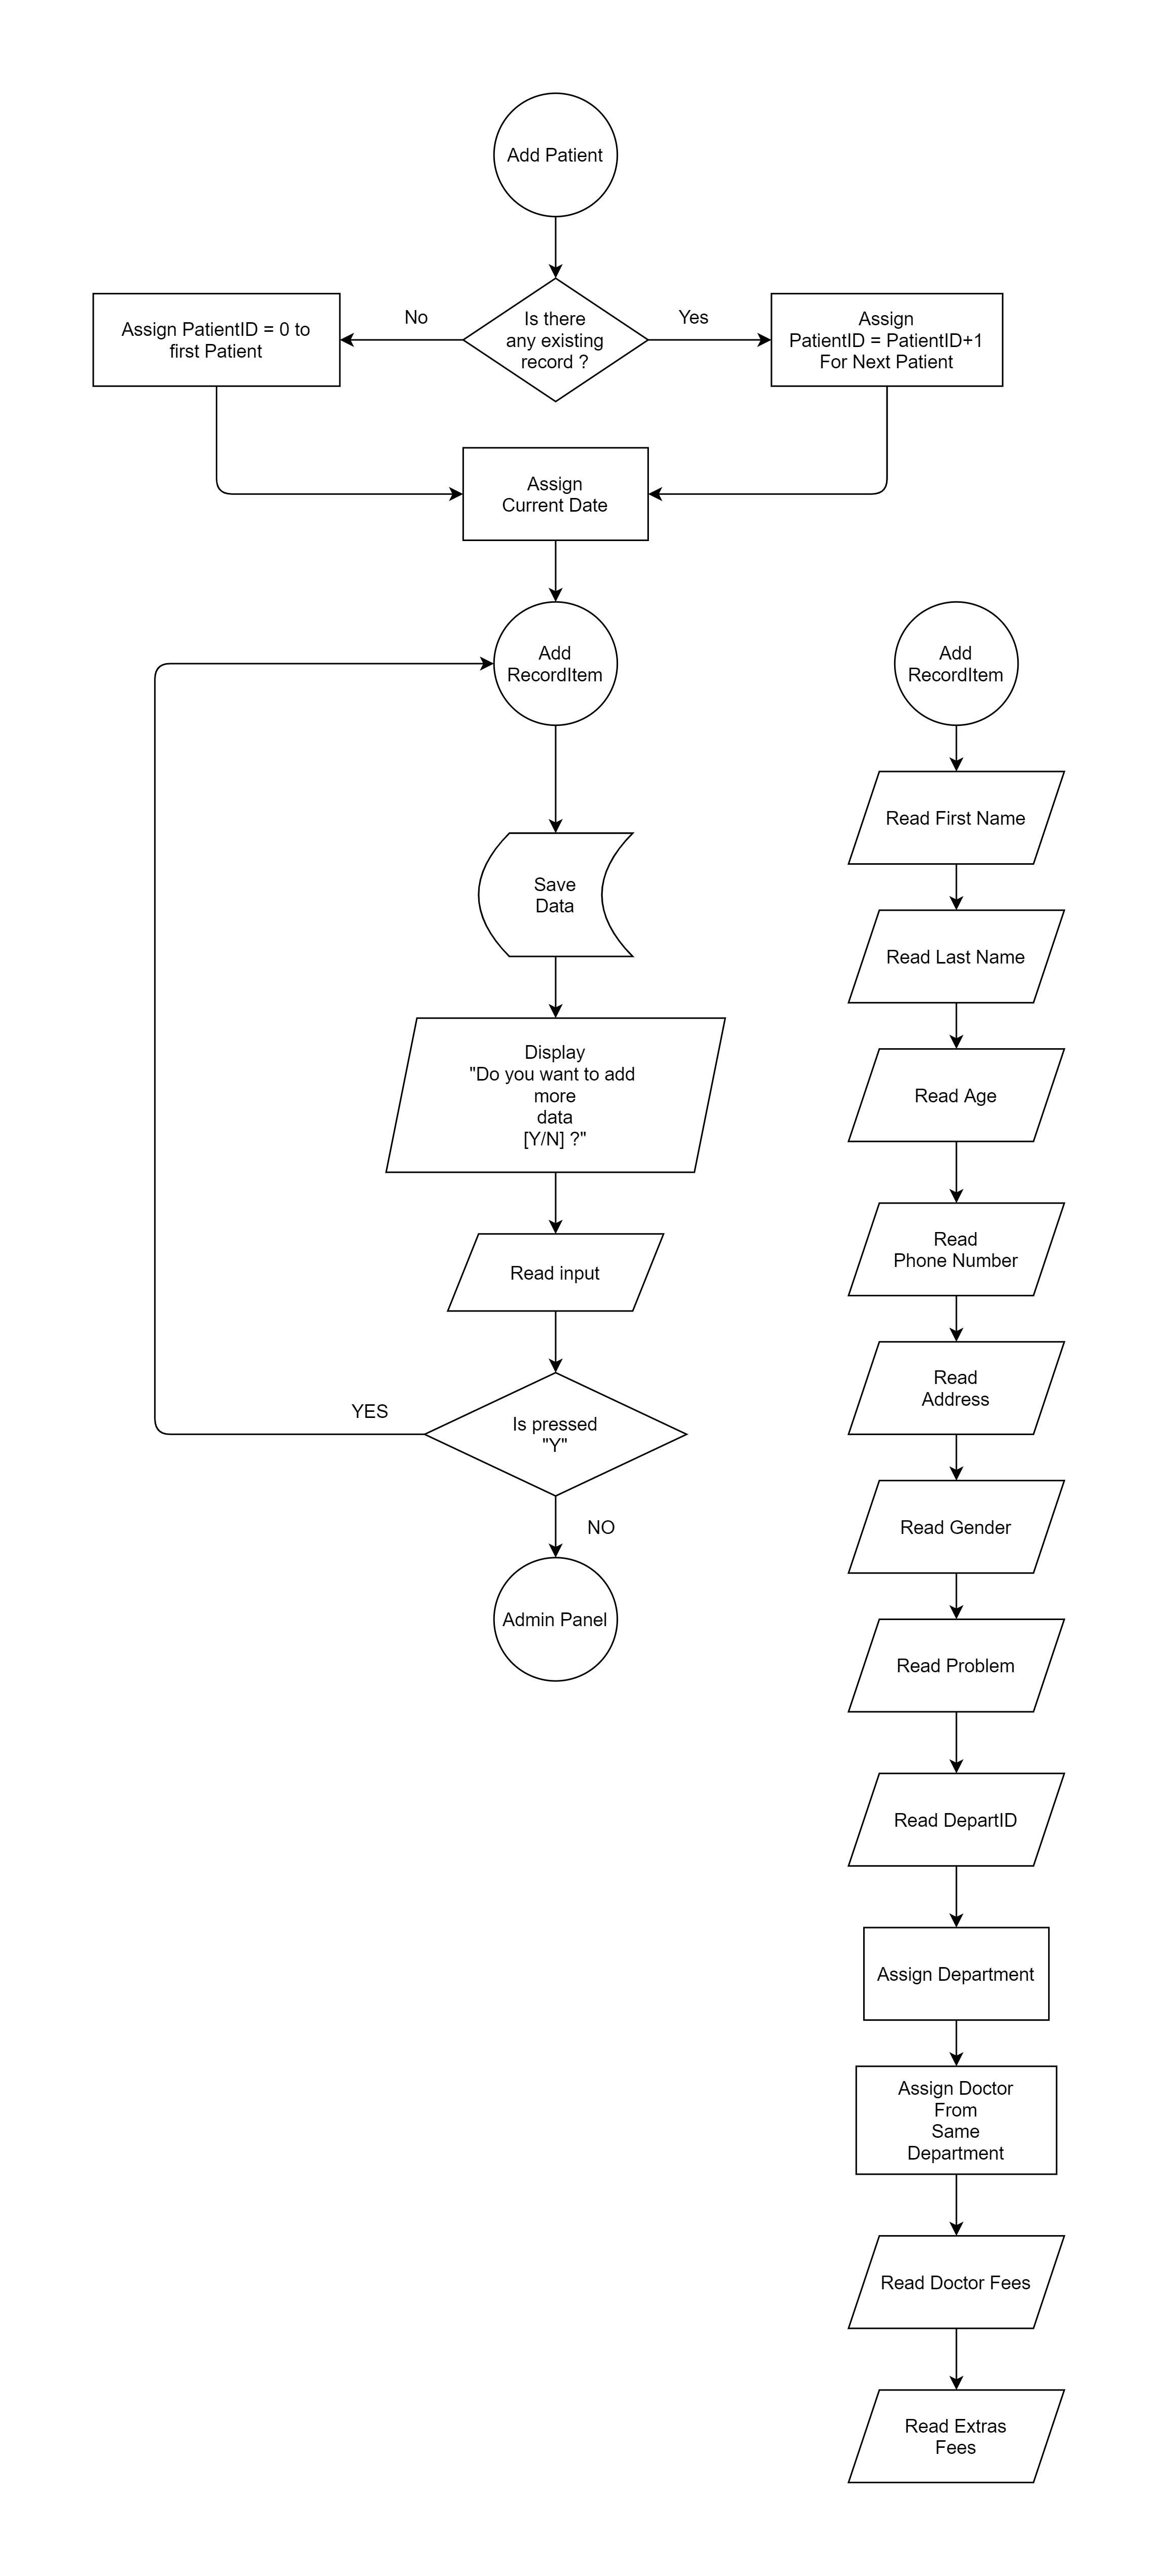 Add Patient
No
Is there
any existing
record ?
Yes
Assign PatientID = 0 to
first Patient
Assign
PatientID = PatientID+1
For Next Patient
Assign
Current Date
Add
RecordItem
Save
Data
Display
"Do you want to add
more
data
[Y/N] ?"
Read input
YES
Is pressed
"Y"
NO
Admin Panel
Add
RecordItem
Read First Name
Read Last Name
Read Age
Read
Phone Number
Read
Address
Read Gender
Read Problem
Read DepartID
Assign Department
Assign Doctor
From
Same
Department
Read Doctor Fees
Read Extras
Fees